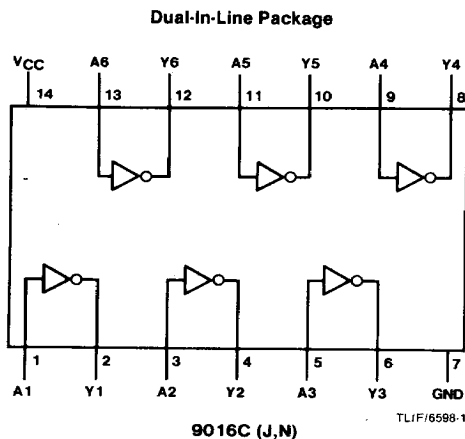 Dual-In-Line Package
VCC A6 Y6 A5 Y5 A4 Y4
14 13 12 11 10 9 8
1 2 3 4 5 6 7
A1 Y1 A2 Y2 A3 Y3 GND
TL/F/6598-1
9016C (J,N)